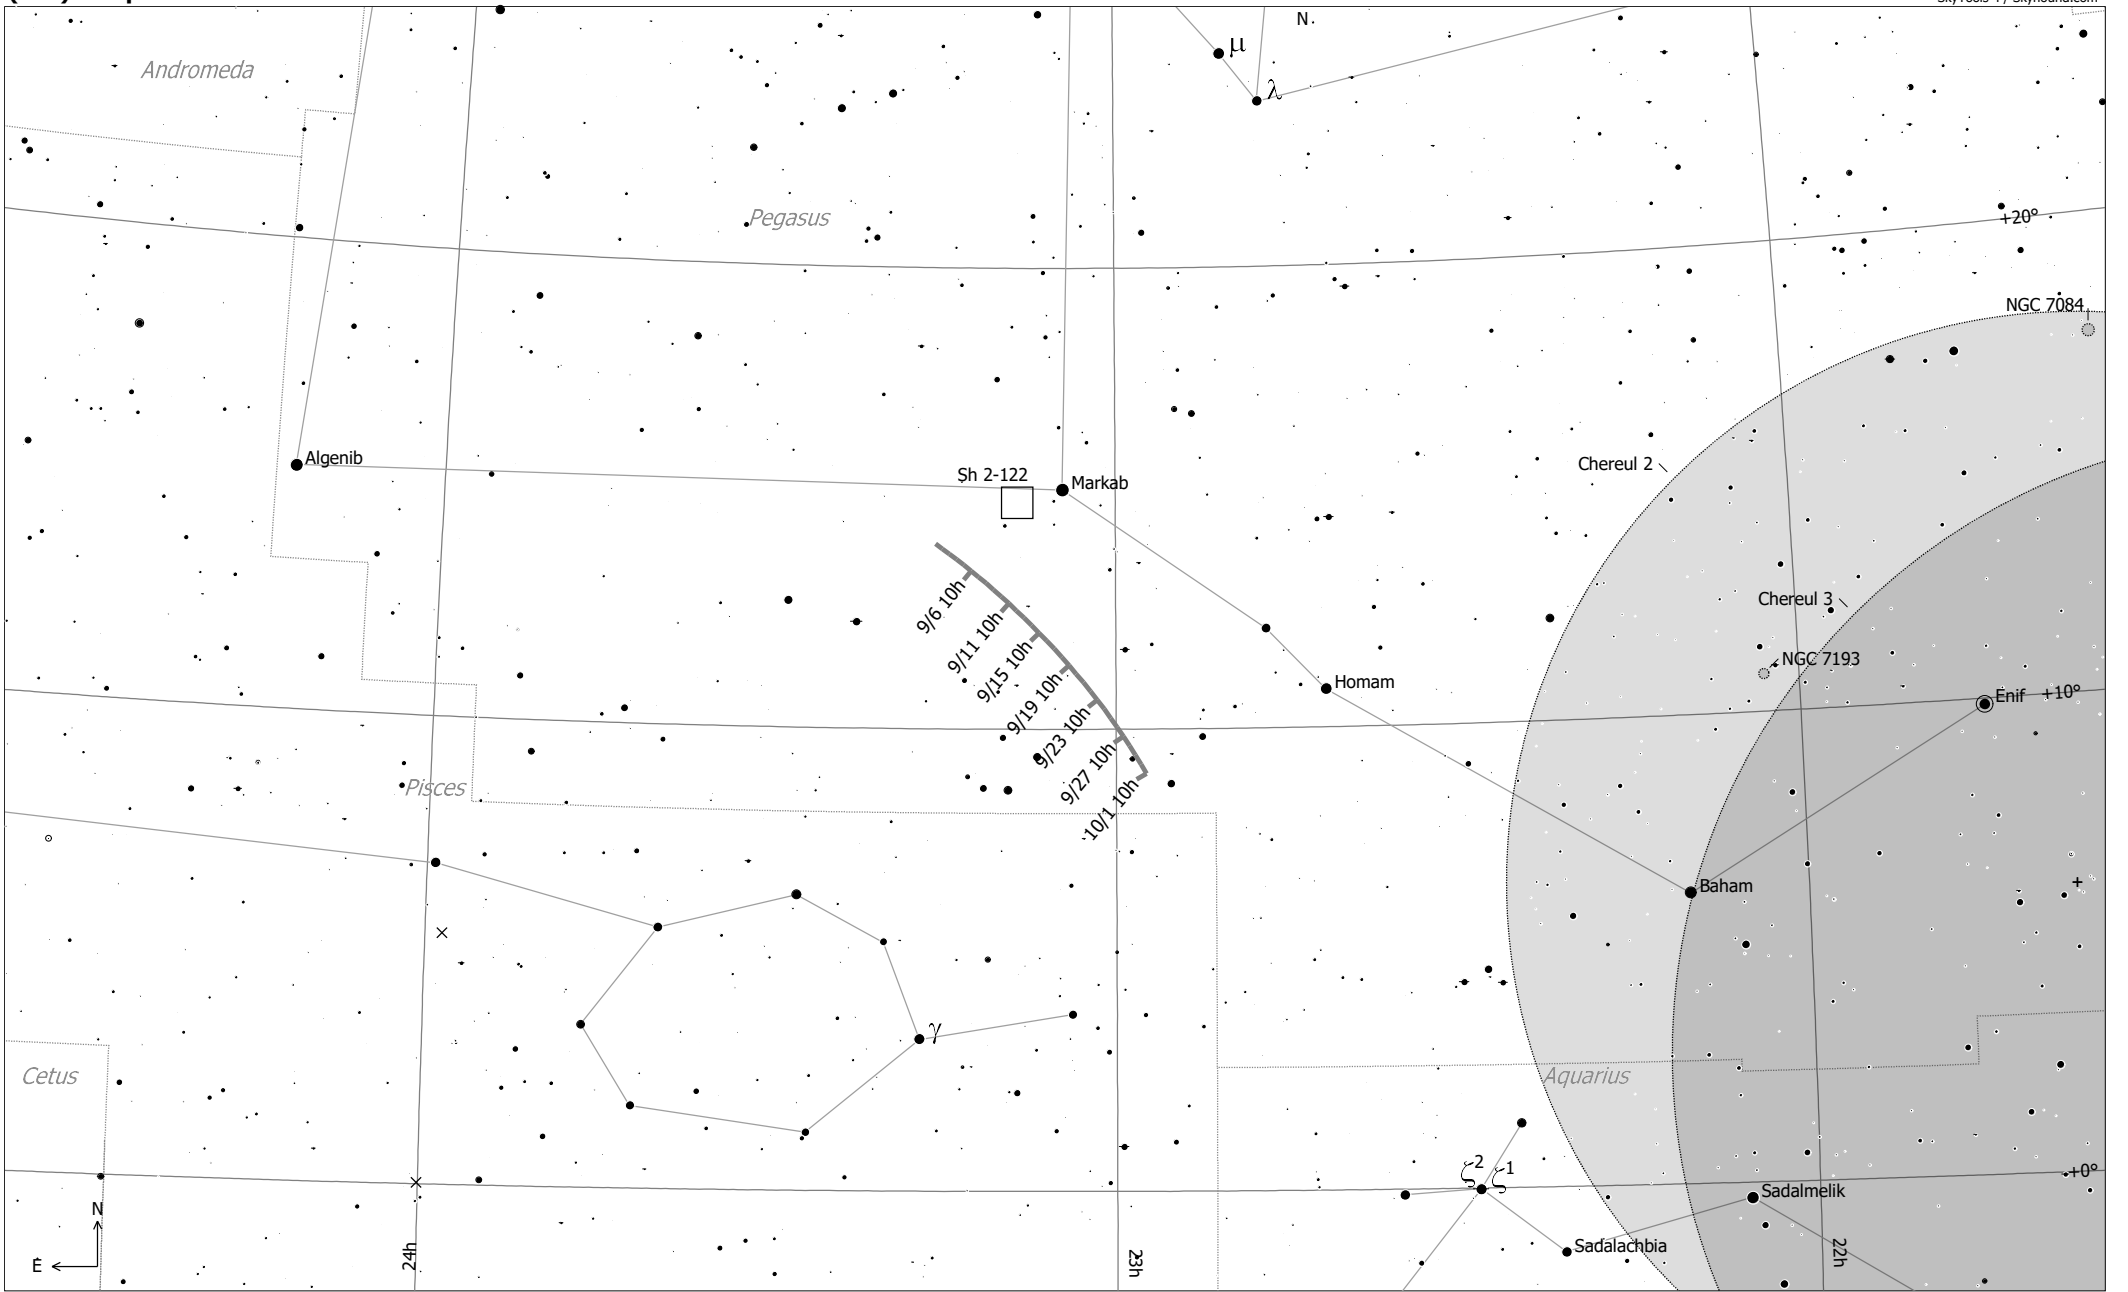 N.
μ
Andromeda
λ
Pegasus
+20°
NGC 7084
Algenib
Sh 2-122
Markab
Chereul 2
9/6 10h
9/11 10h
9/15 10h
9/19 10h
9/23 10h
9/27 10h
10/1 10h
Chereul 3
NGC 7193
Homam
Enif
+10°
Pisces
Baham
γ
Cetus
Aquarius
ζ2
ζ1
+0°
Sadalmelik
Sadalachbia
N
E
24h
23h
22h